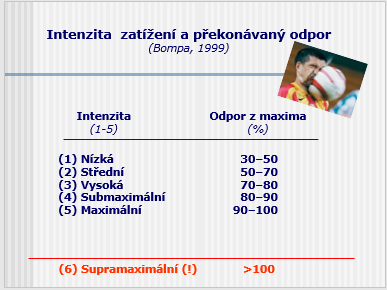 Intenzita zatížení a překonávaný odpor
(Bompa, 1999)
Intenzita Odpor z maxima
(1-5) (%)
(1) Nízká 30–50
(2) Střední 50–70
(3) Vysoká 70–80
(4) Submaximální 80–90
(5) Maximální 90–100
(6) Supramaximální (!) >100